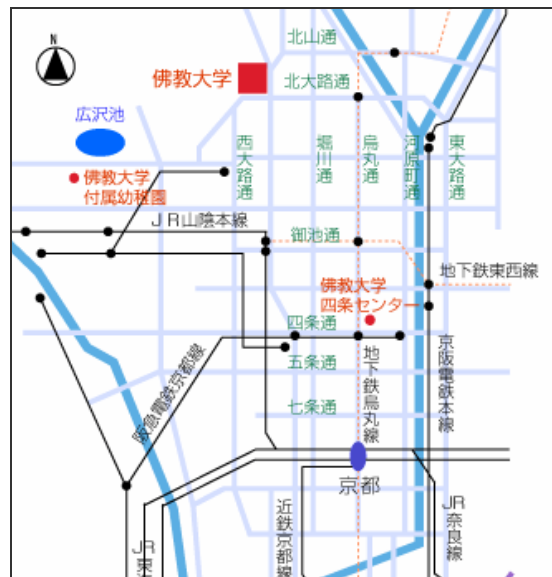 N
北山通
佛教大学
北大路通
広沢池
西大路通
堀川通
烏丸通
河原町通
東大路通
佛教大学
付属幼稚園
JR山陰本線
御池通
地下鉄東西線
佛教大学
四条センター
四条通
五条通
七条通
阪急電鉄京都線
地下鉄烏丸線
京阪電鉄本線
京都
近鉄京都線
JR奈良線
JR東